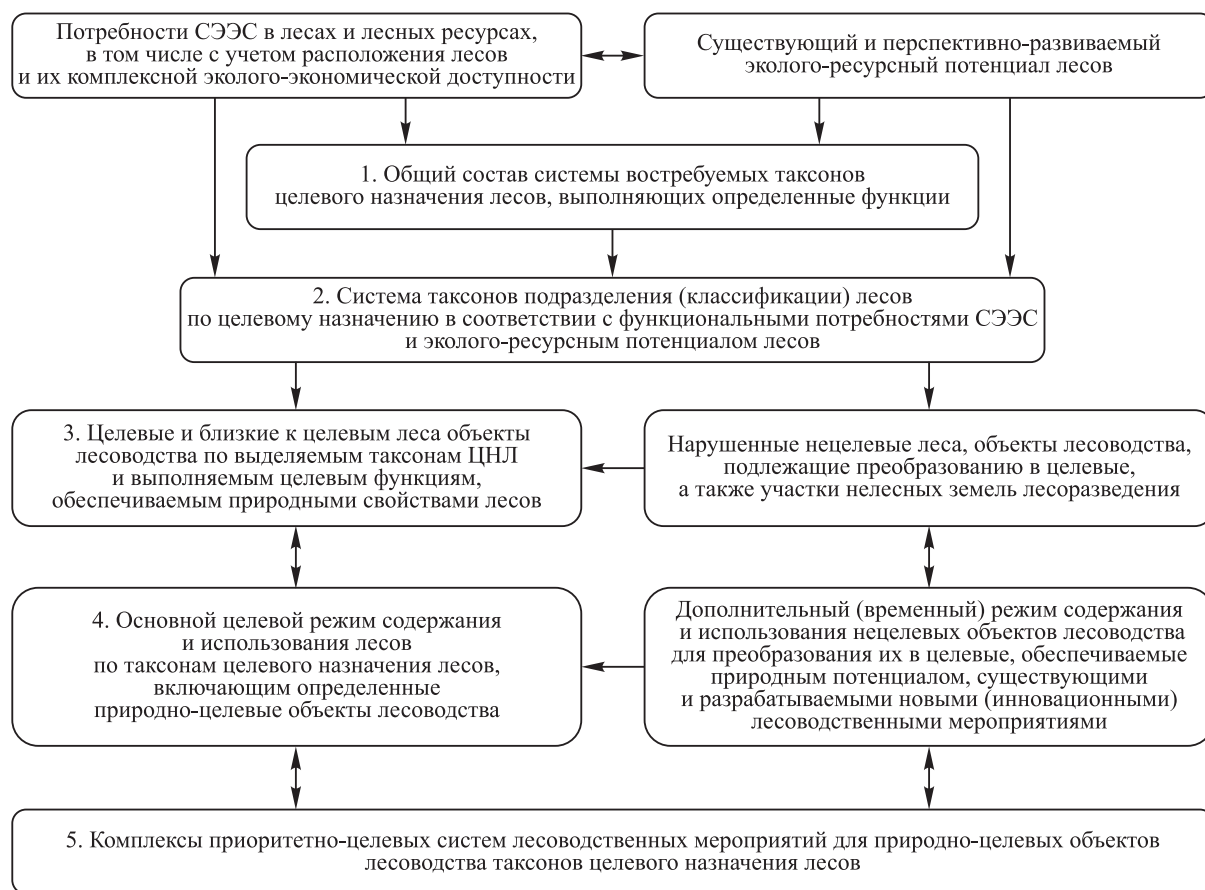 Потребности СЭЭС в лесах и лесных ресурсах,
в том числе с учетом расположения лесов
и их комплексной эколого-экономической доступности
Существующий и перспективно-развиваемый
эколого-ресурсный потенциал лесов
1. Общий состав системы востребуемых таксонов
целевого назначения лесов, выполняющих определенные функции
2. Система таксонов подразделения (классификации) лесов
по целевому назначению в соответствии с функциональными потребностями СЭЭС
и эколого-ресурсным потенциалом лесов
3. Целевые и близкие к целевым леса объекты
лесоводства по выделяемым таксонам ЦНЛ
и выполняемым целевым функциям,
обеспечиваемым природными свойствами лесов
Нарушенные нецелевые леса, объекты лесоводства,
подлежащие преобразованию в целевые,
а также участки нелесных земель лесоразведения
4. Основной целевой режим содержания
и использования лесов
по таксонам целевого назначения лесов,
включающим определенные
природно-целевые объекты лесоводства
Дополнительный (временный) режим содержания
и использования нецелевых объектов лесоводства
для преобразования их в целевые, обеспечиваемые
природным потенциалом, существующими
и разрабатываемыми новыми (инновационными)
лесоводственными мероприятиями
5. Комплексы приоритетно-целевых систем лесоводственных мероприятий для природно-целевых объектов
лесоводства таксонов целевого назначения лесов